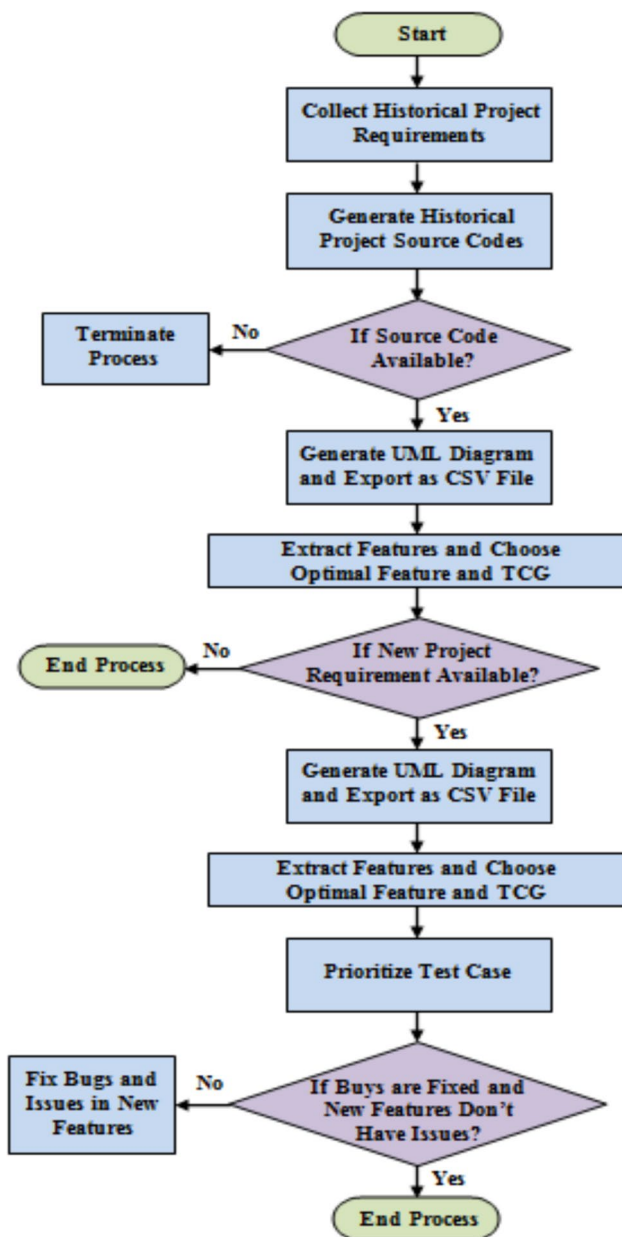 Start
Collect Historical Project
Requirements
Generate Historical
Project Source Codes
If Source Code
Available?
No
Terminate
Process
Yes
Generate UML Diagram
and Export as CSV File
Extract Features and Choose
Optimal Feature and TCG
If New Project
Requirement Available?
No
End Process
Yes
Generate UML Diagram
and Export as CSV File
Extract Features and Choose
Optimal Feature and TCG
Prioritize Test Case
If Buys are Fixed and
New Features Don't
Have Issues?
No
Fix Bugs and
Issues in New
Features
Yes
End Process